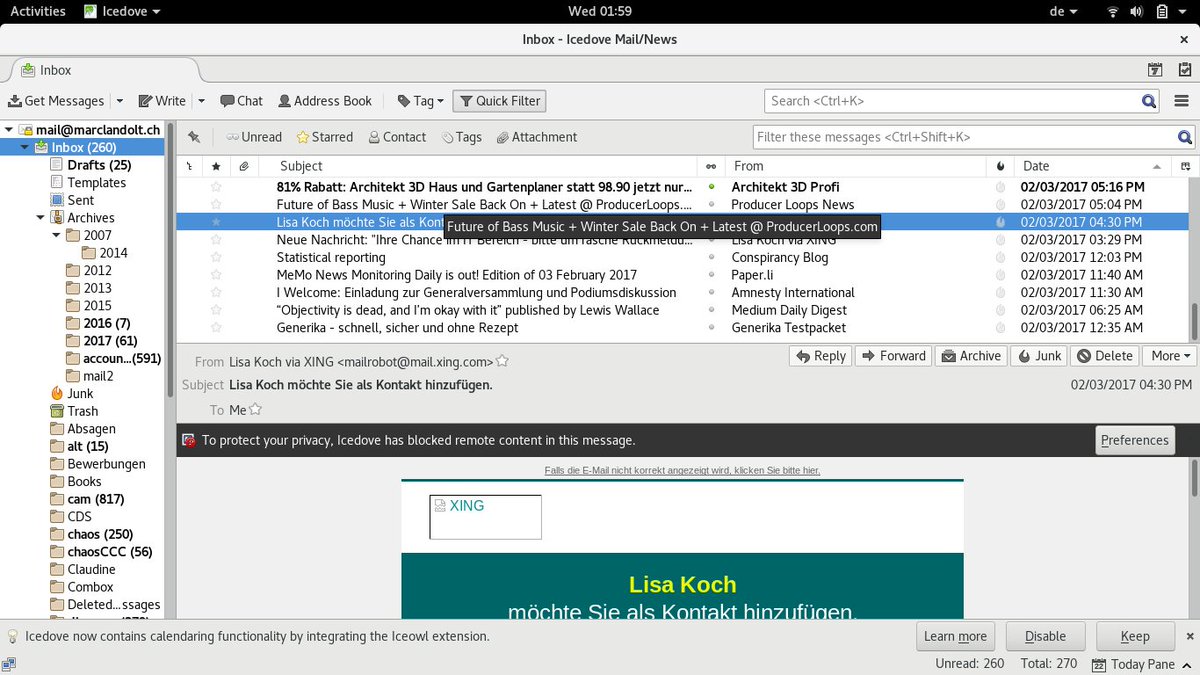 Activities Icedove Wed 01:59 de
Inbox - Icedove Mail/News
Inbox
Get Messages Write Chat Address Book Tag Quick Filter Search <Ctrl+K>
mail@marclandolt.ch
Inbox (260)
Drafts (25)
Templates
Sent
Archives
2007
2014
2012
2013
2015
2016 (7)
2017 (61)
accoun...(591)
mail2
Junk
Trash
Absagen
alt (15)
Bewerbungen
Books
cam (817)
CDS
chaos (250)
chaosCCC (56)
Claudine
Combox
Deleted...ssages
Unread Starred Contact Tags Attachment Filter these messages <Ctrl+Shift+K>
Subject From Date
81% Rabatt: Architekt 3D Haus und Gartenplaner statt 98.90 jetzt nur... Architekt 3D Profi 02/03/2017 05:16 PM
Future of Bass Music + Winter Sale Back On + Latest @ ProducerLoops.... Producer Loops News 02/03/2017 05:04 PM
Lisa Koch möchte Sie als Kont 02/03/2017 04:30 PM
Future of Bass Music + Winter Sale Back On + Latest @ ProducerLoops.com
Neue Nachricht: "Ihre Chance im IT Bereich - bitte um rasche Rückmeldu... Lisa Koch via XING 02/03/2017 03:29 PM
Statistical reporting Conspirancy Blog 02/03/2017 12:03 PM
MeMo News Monitoring Daily is out! Edition of 03 February 2017 Paper.li 02/03/2017 11:40 AM
I Welcome: Einladung zur Generalversammlung und Podiumsdiskussion Amnesty International 02/03/2017 11:30 AM
“Objectivity is dead, and I’m okay with it” published by Lewis Wallace Medium Daily Digest 02/03/2017 06:25 AM
Generika - schnell, sicher und ohne Rezept Generika Testpacket 02/03/2017 12:35 AM
From Lisa Koch via XING <mailrobot@mail.xing.com> Reply Forward Archive Junk Delete More
Subject Lisa Koch möchte Sie als Kontakt hinzufügen. 02/03/2017 04:30 PM
To Me
To protect your privacy, Icedove has blocked remote content in this message. Preferences
Falls die E-Mail nicht korrekt angezeigt wird, klicken Sie bitte hier.
XING
Lisa Koch
möchte Sie als Kontakt hinzufügen.
Icedove now contains calendaring functionality by integrating the Iceowl extension. Learn more Disable Keep
Unread: 260 Total: 270 22 Today Pane